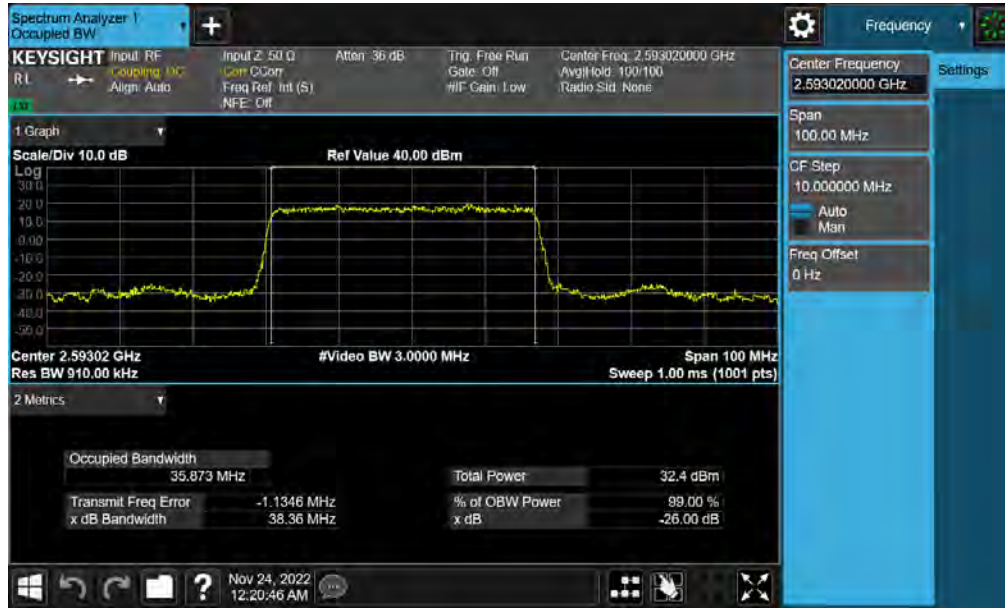 Spectrum Analyzer 1
Occupied BW
+
Frequency
KEYSIGHT Input: RF Input Z: 50 Ω Atten: 36 dB Trig: Free Run Center Freq: 2.593020000 GHz
RL Coupling: DC Corr CCorr Gate: Off Avg|Hold: 100/100
Align: Auto Freq Ref: Int (S) #IF Gain: Low Radio Std: None
NFE: Off
Center Frequency
2.593020000 GHz
Settings
Span
100.00 MHz
CF Step
10.000000 MHz
Auto
Man
Freq Offset
0 Hz
1 Graph
Scale/Div 10.0 dB Ref Value 40.00 dBm
Log
30.0
20.0
10.0
0.00
-10.0
-20.0
-30.0
-40.0
-50.0
Center 2.59302 GHz #Video BW 3.0000 MHz Span 100 MHz
Res BW 910.00 kHz Sweep 1.00 ms (1001 pts)
2 Metrics
Occupied Bandwidth
35.873 MHz Total Power 32.4 dBm
Transmit Freq Error -1.1346 MHz % of OBW Power 99.00 %
x dB Bandwidth 38.36 MHz x dB -26.00 dB
? Nov 24, 2022
12:20:46 AM